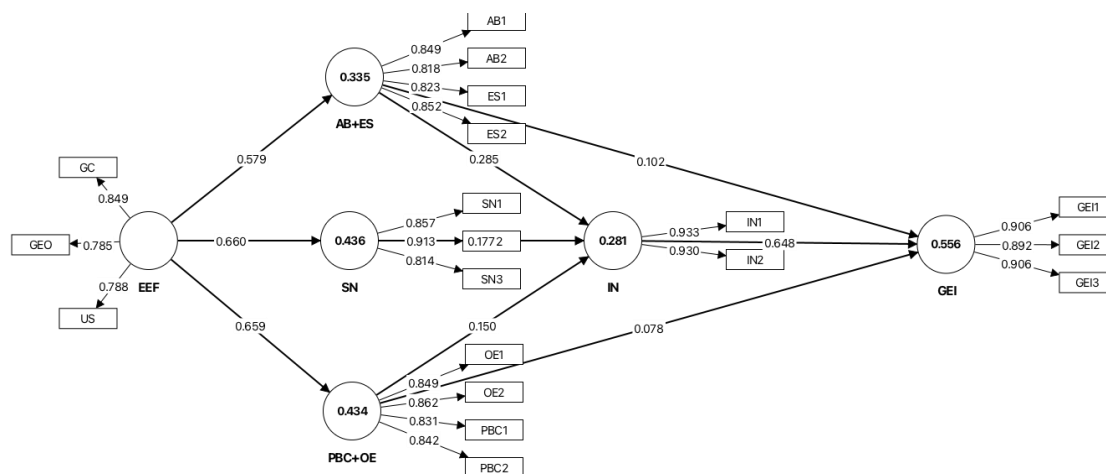 AB1
0.849
AB2
0.818
0.335
0.823
ES1
0.852
AB+ES
ES2
0.579
0.285
0.102
GC
0.849
GEO
0.785
0.788
US
EEF
0.660
0.436
SN
0.857
SN1
0.913
0.1772
0.814
SN3
0.281
IN
0.933
IN1
0.648
0.930
IN2
0.556
GEI
0.906
GEI1
0.892
GEI2
0.906
GEI3
0.659
0.150
0.078
0.434
PBC+OE
0.849
OE1
0.862
OE2
0.831
PBC1
0.842
PBC2